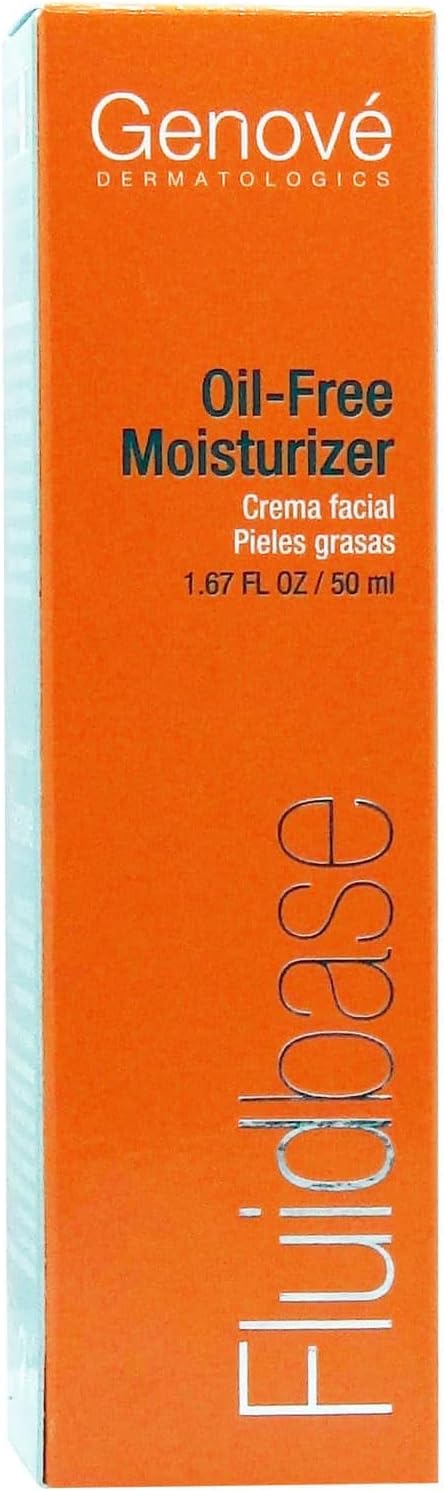 Genové
DERMATOLOGICS
Oil-Free
Moisturizer
Crema facial
Pieles grasas
1.67 FL OZ / 50 ml
Fluidbase